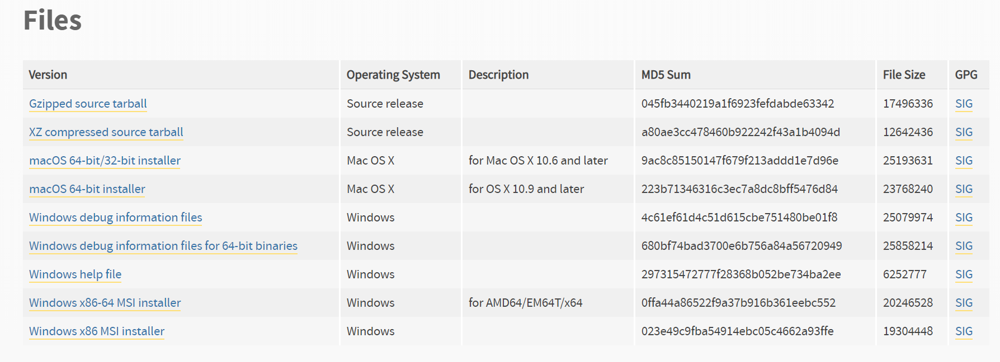 Files
Version Operating System Description MD5 Sum File Size GPG
Gzipped source tarball Source release 045fb3440219a1f6923fefdabde63342 17496336 SIG
XZ compressed source tarball Source release a80ae3cc478460b922242f43a1b4094d 12642436 SIG
macOS 64-bit/32-bit installer Mac OS X for Mac OS X 10.6 and later 9ac8c85150147f679f213addd1e7d96e 25193631 SIG
macOS 64-bit installer Mac OS X for OS X 10.9 and later 223b71346316c3ec7a8dc8bff5476d84 23768240 SIG
Windows debug information files Windows 4c61ef61d4c51d615cbe751480be01f8 25079974 SIG
Windows debug information files for 64-bit binaries Windows 680bf74bad3700e6b756a84a56720949 25858214 SIG
Windows help file Windows 297315472777f28368b052be734ba2ee 6252777 SIG
Windows x86-64 MSI installer Windows for AMD64/EM64T/x64 0ffa44a86522f9a37b916b361eebc552 20246528 SIG
Windows x86 MSI installer Windows 023e49c9fba54914ebc05c4662a93ffe 19304448 SIG